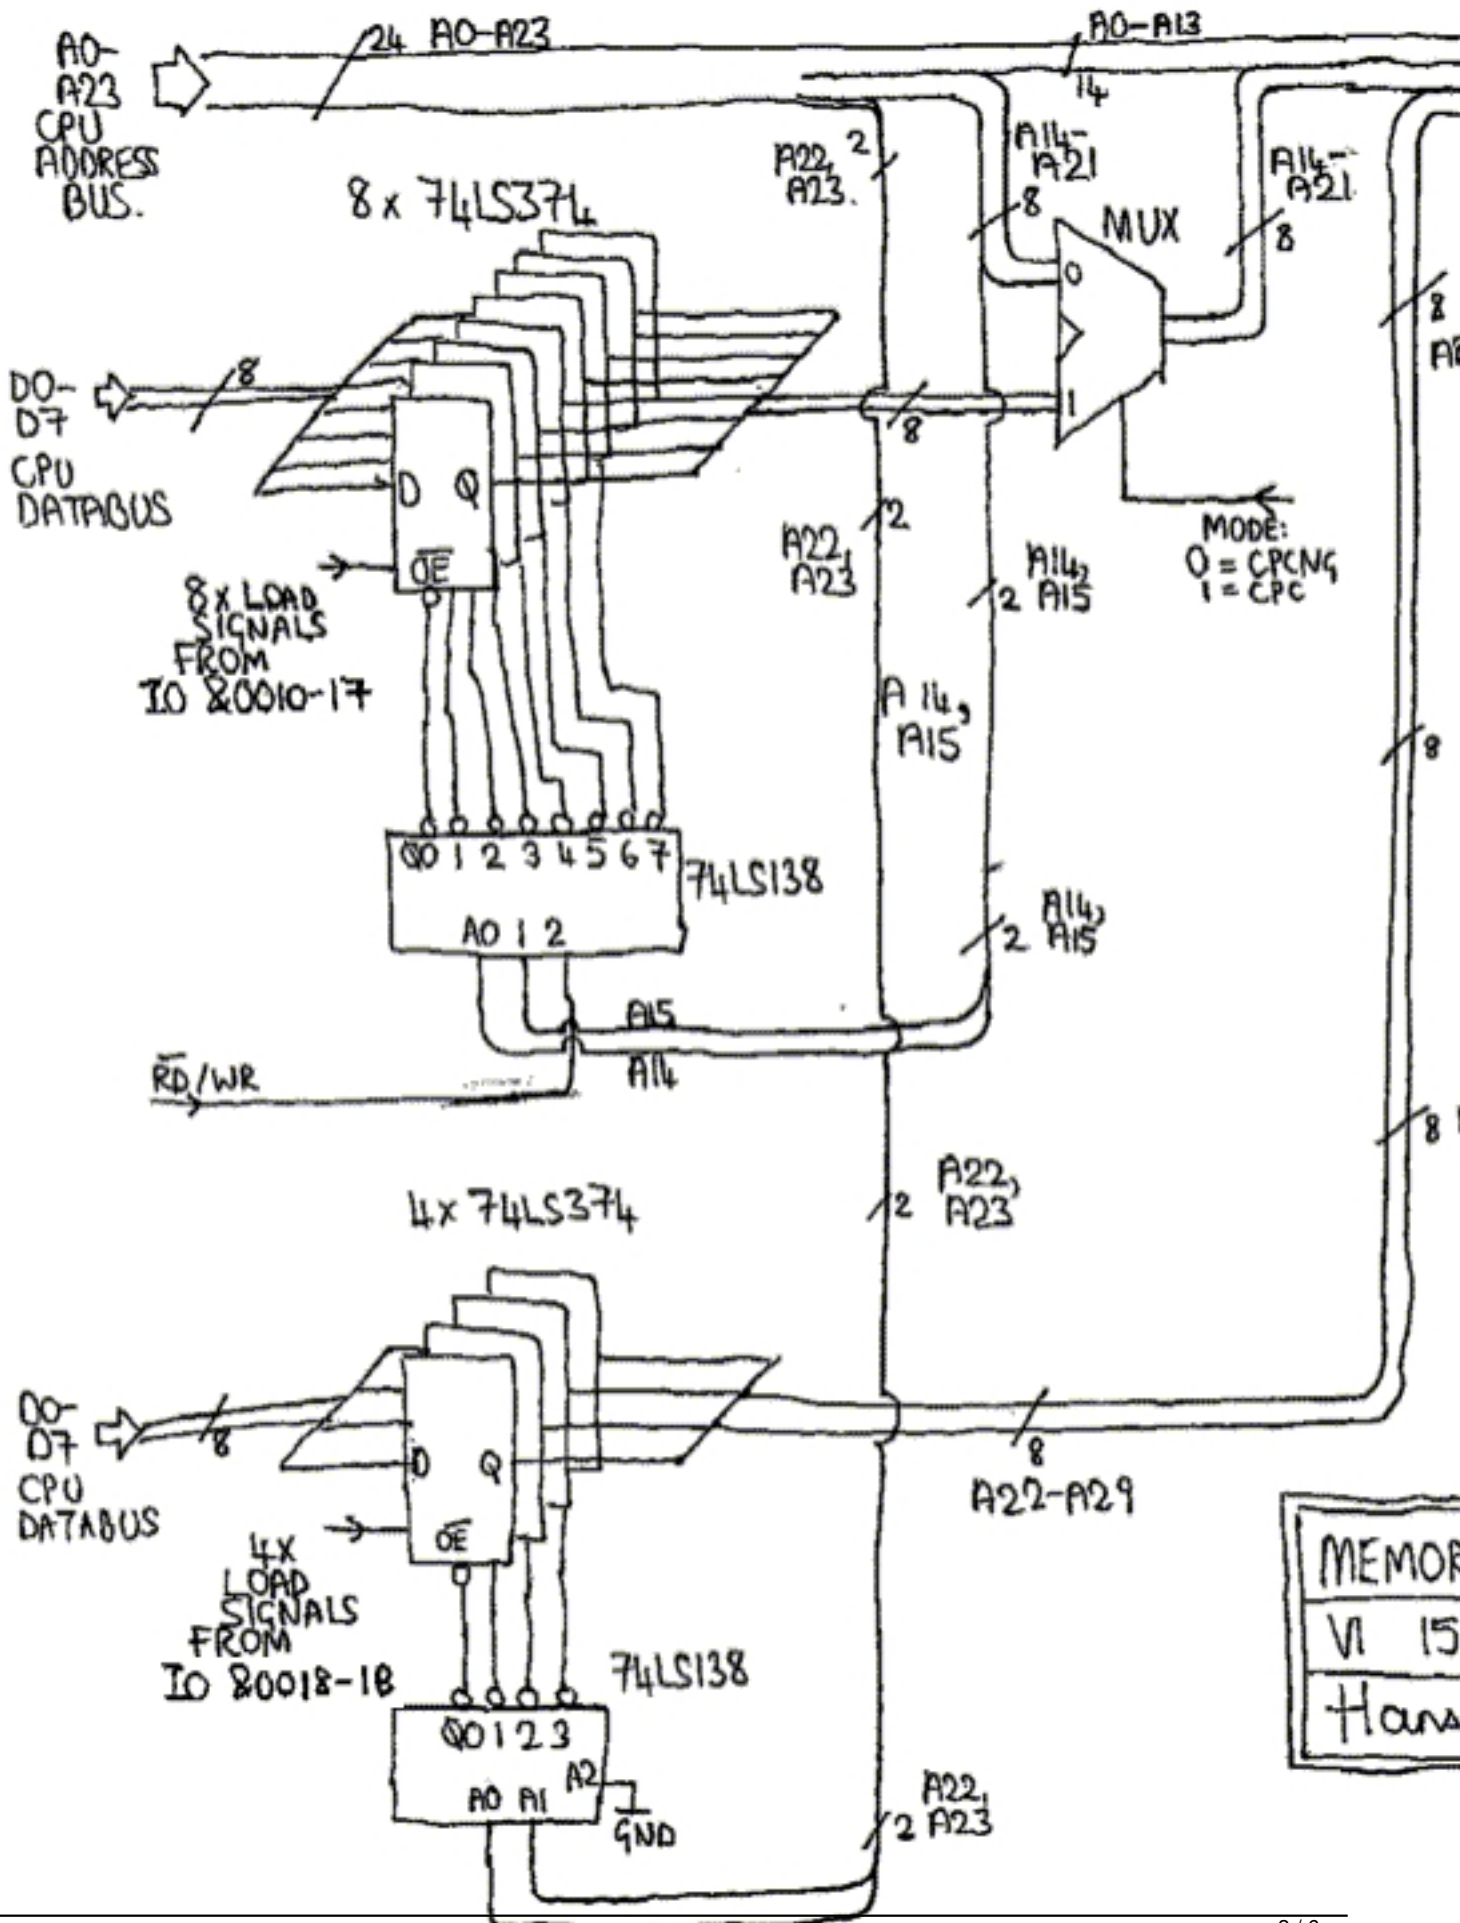 A0-
A23
CPU
ADDRESS
BUS.
24 A0-A23
A0-A13
14
A22,
A23.
2
A14-
A21
8
A14-
A21
8
MUX
0
1
8
8 x 74LS374
D0-
D7
CPU
DATABUS
8
D Q
OE
8
8 x LOAD
SIGNALS
FROM
IO &0010-17
MODE:
0 = CPCNG
1 = CPC
2
A22,
A23
A14,
2 A15
A14,
A15
8
Q0 1 2 3 4 5 6 7
74LS138
A0 1 2
A14,
2 A15
A15
A14
RD/WR
8
4x 74LS374
A22,
2 A23
D0-
D7
CPU
DATABUS
8
D Q
OE
8
A22-A29
4x
LOAD
SIGNALS
FROM
IO &0018-1B
74LS138
Q0 1 2 3
A2
A0 A1
GND
A22,
2 A23
V1 15
Hans